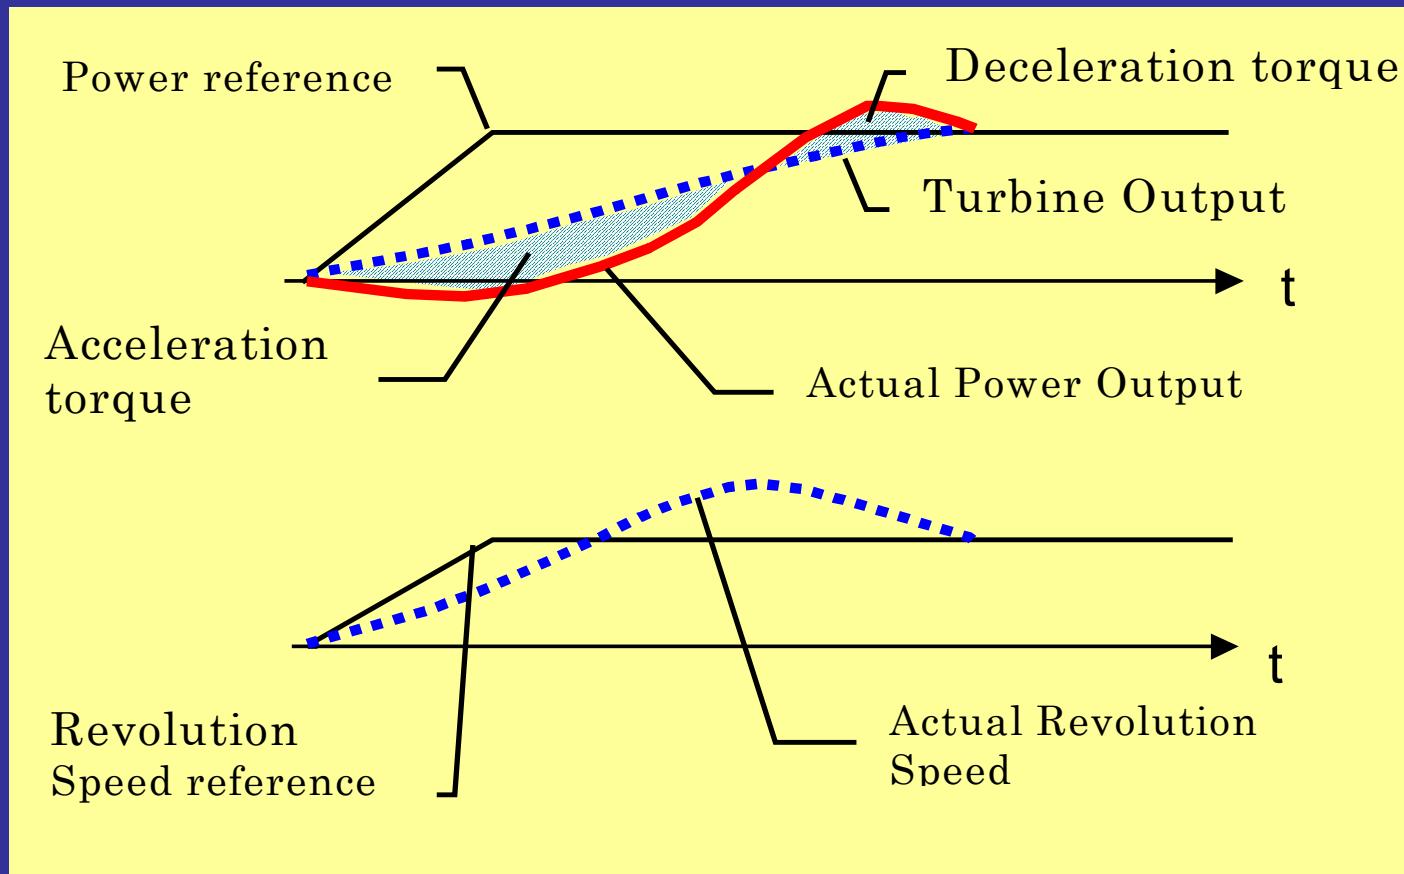 Power reference
Deceleration torque
Turbine Output
t
Acceleration
torque
Actual Power Output
t
Revolution
Speed reference
Actual Revolution
Speed